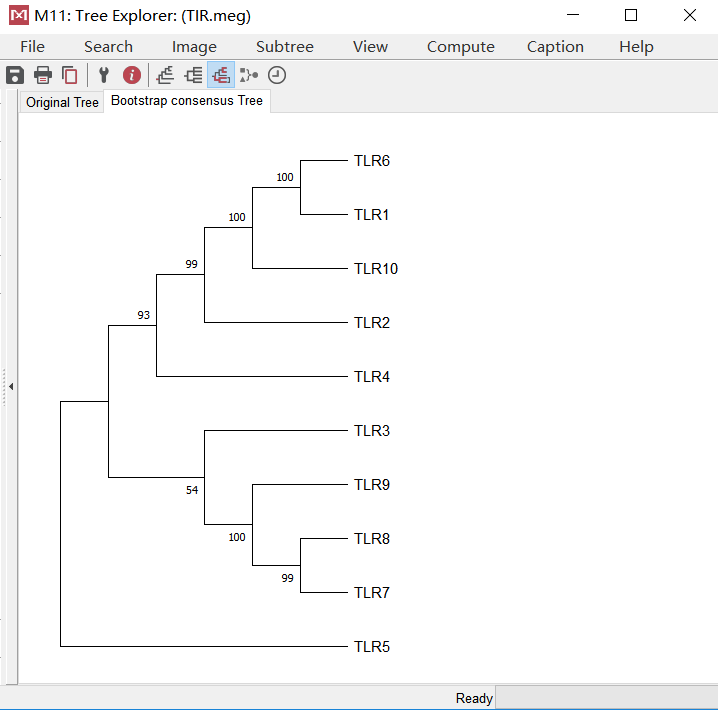 M11: Tree Explorer: (TIR.meg)
File Search Image Subtree View Compute Caption Help
Original Tree Bootstrap consensus Tree
TLR6
100
TLR1
100
TLR10
99
TLR2
93
TLR4
TLR3
TLR9
54
100
TLR8
99
TLR7
TLR5
Ready